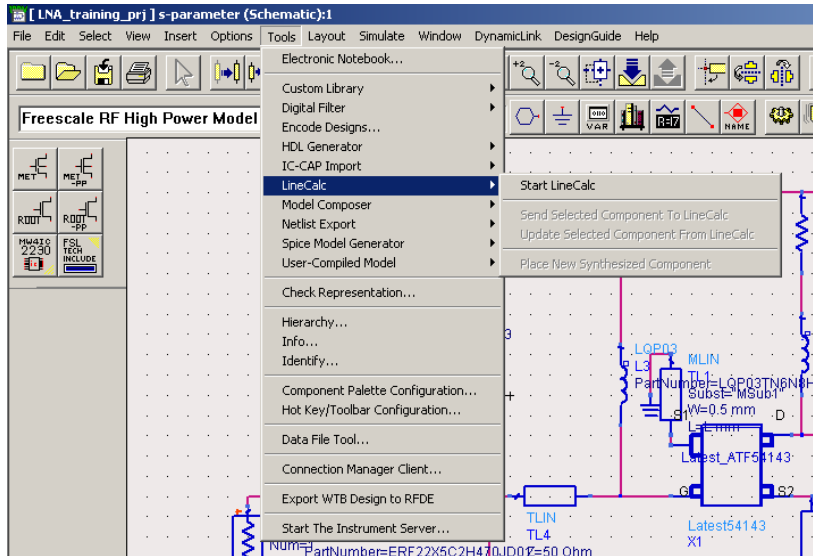 [ LNA_training_prj ] s-parameter (Schematic):1
File Edit Select View Insert Options Tools Layout Simulate Window DynamicLink DesignGuide Help
Freescale RF High Power Model
VAR
NAME
MET
MET -PP
ROOT
ROOT -PP
MW4IC 2230
FSL TECH INCLUDE
Electronic Notebook...
Custom Library
Digital Filter
Encode Designs...
HDL Generator
IC-CAP Import
LineCalc
Model Composer
Netlist Export
Spice Model Generator
User-Compiled Model
Check Representation...
Hierarchy...
Info...
Identify...
Component Palette Configuration...
Hot Key/Toolbar Configuration...
Data File Tool...
Connection Manager Client...
Export WTB Design to RFDE
Start The Instrument Server...
Start LineCalc
Send Selected Component To LineCalc
Update Selected Component From LineCalc
Place New Synthesized Component
LQP03
L3
MLIN
TL1
PartNumber=LQP03TN6N8H
Subst="MSub1"
W=0.5 mm
L=L mm
S1
D
Latest_ATF54143
G
S2
Latest54143
X1
TLIN
TL4
Z=50 Ohm